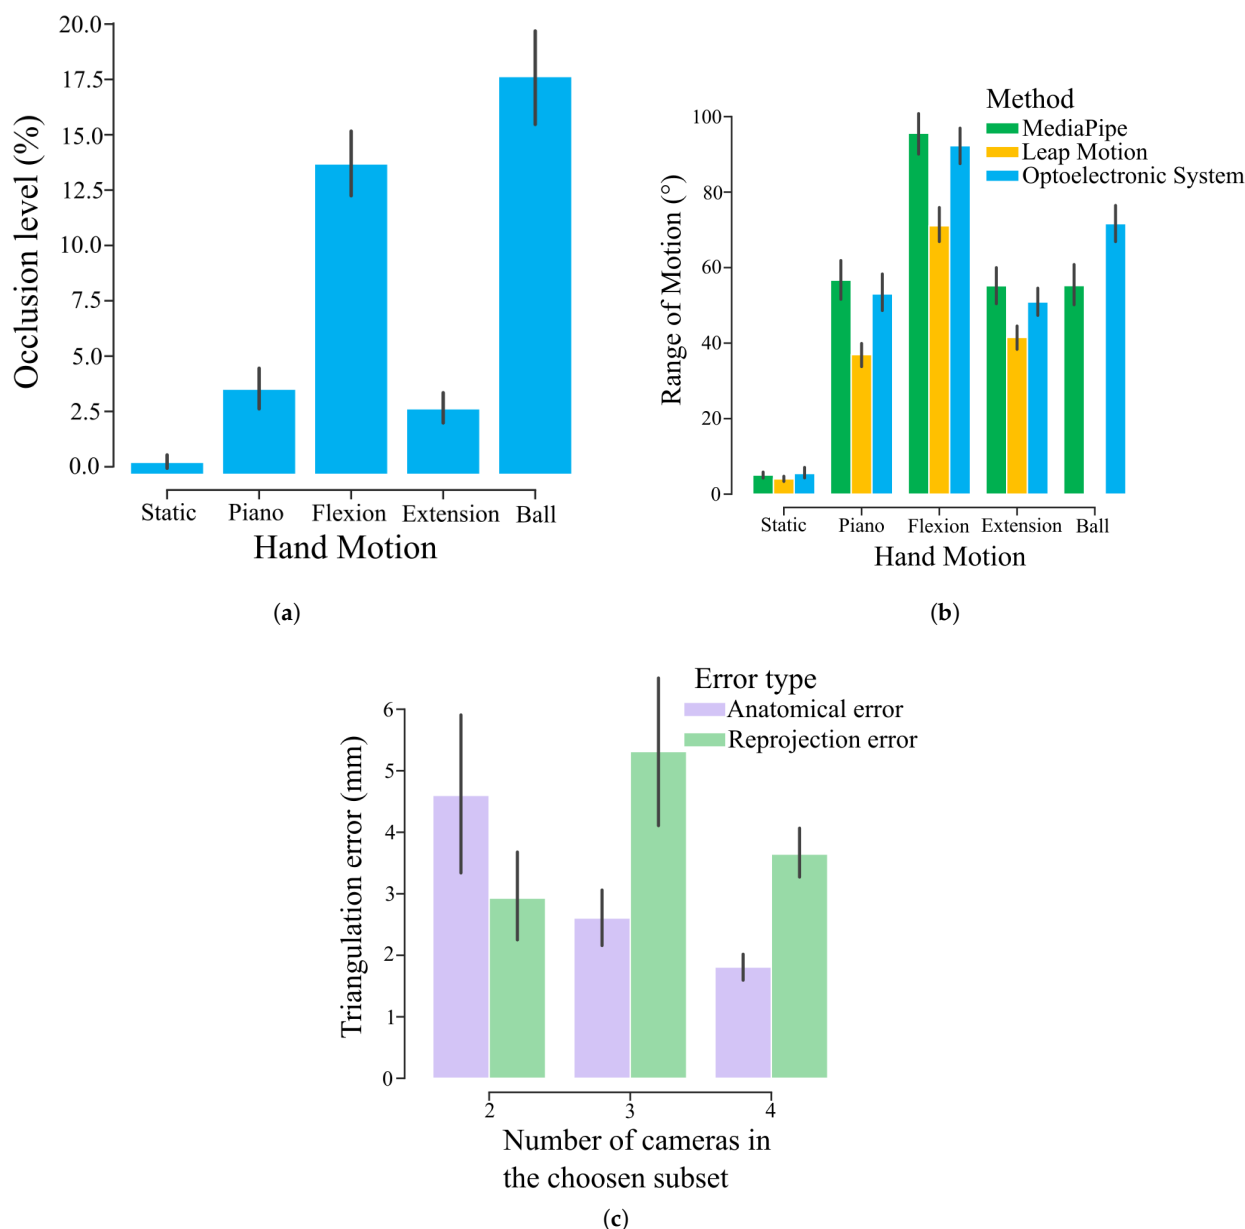 20.0
17.5
15.0
12.5
10.0
7.5
5.0
2.5
0.0
Occlusion level (%)
Static Piano Flexion Extension Ball
Hand Motion
(a)
Method
MediaPipe
Leap Motion
Optoelectronic System
100
80
60
40
20
0
Range of Motion (°)
Static Piano Flexion Extension Ball
Hand Motion
(b)
Error type
Anatomical error
Reprojection error
6
5
4
3
2
1
0
Triangulation error (mm)
2 3 4
Number of cameras in
the choosen subset
(c)